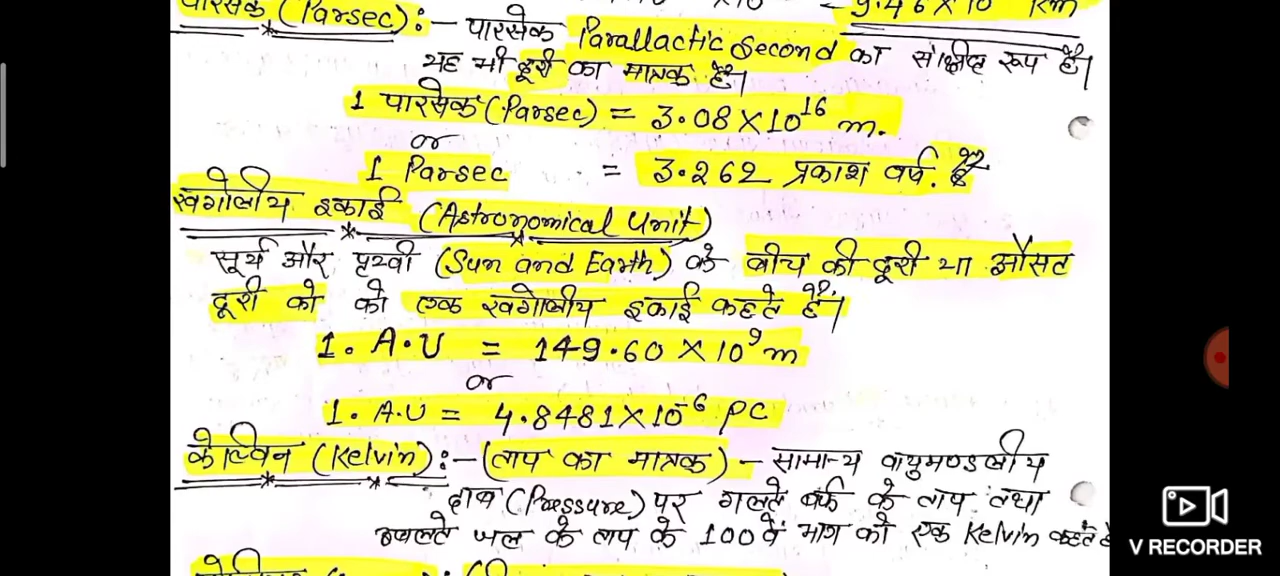 पारसेक (Parsec) :- पारसेक Parallactic Second का संक्षिप्त रूप है।
यह भी दूरी का मात्रक है।
1 पारसेक (Parsec) = 3.08 × 10¹⁶ m.
or
1 Parsec = 3.262 प्रकाश वर्ष. है
खगोलीय इकाई (Astronomical Unit)
सूर्य और पृथ्वी (Sun and Earth) के बीच की दूरी या औसत
दूरी को को एक खगोलीय इकाई कहते हैं।
1. A.U = 149.60 × 10⁹ m
or
1. A.U = 4.8481 × 10⁻⁶ pc
केल्विन (Kelvin) :- (ताप का मात्रक) - सामान्य वायुमण्डलीय
दाब (Pressure) पर गलते बर्फ के ताप तथा
उबलते जल के ताप के 100वें भाग को एक Kelvin कहते है
V RECORDER